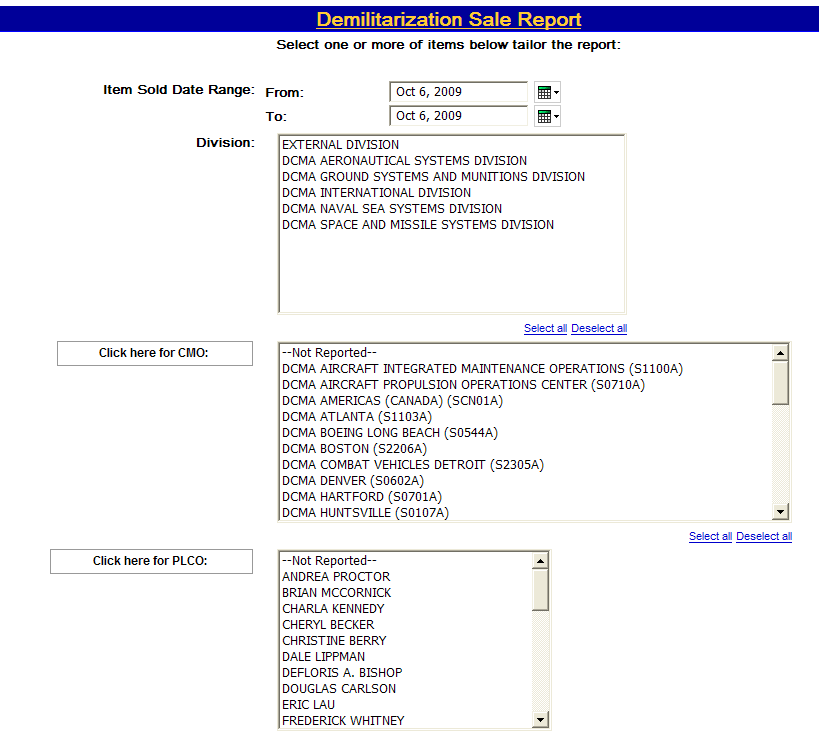 Demilitarization Sale Report
Select one or more of items below tailor the report:
Item Sold Date Range: From: Oct 6, 2009
To: Oct 6, 2009
Division:
EXTERNAL DIVISION
DCMA AERONAUTICAL SYSTEMS DIVISION
DCMA GROUND SYSTEMS AND MUNITIONS DIVISION
DCMA INTERNATIONAL DIVISION
DCMA NAVAL SEA SYSTEMS DIVISION
DCMA SPACE AND MISSILE SYSTEMS DIVISION
Select all Deselect all
Click here for CMO:
--Not Reported--
DCMA AIRCRAFT INTEGRATED MAINTENANCE OPERATIONS (S1100A)
DCMA AIRCRAFT PROPULSION OPERATIONS CENTER (S0710A)
DCMA AMERICAS (CANADA) (SCN01A)
DCMA ATLANTA (S1103A)
DCMA BOEING LONG BEACH (S0544A)
DCMA BOSTON (S2206A)
DCMA COMBAT VEHICLES DETROIT (S2305A)
DCMA DENVER (S0602A)
DCMA HARTFORD (S0701A)
DCMA HUNTSVILLE (S0107A)
Select all Deselect all
Click here for PLCO:
--Not Reported--
ANDREA PROCTOR
BRIAN MCCORNICK
CHARLA KENNEDY
CHERYL BECKER
CHRISTINE BERRY
DALE LIPPMAN
DEFLORIS A. BISHOP
DOUGLAS CARLSON
ERIC LAU
FREDERICK WHITNEY